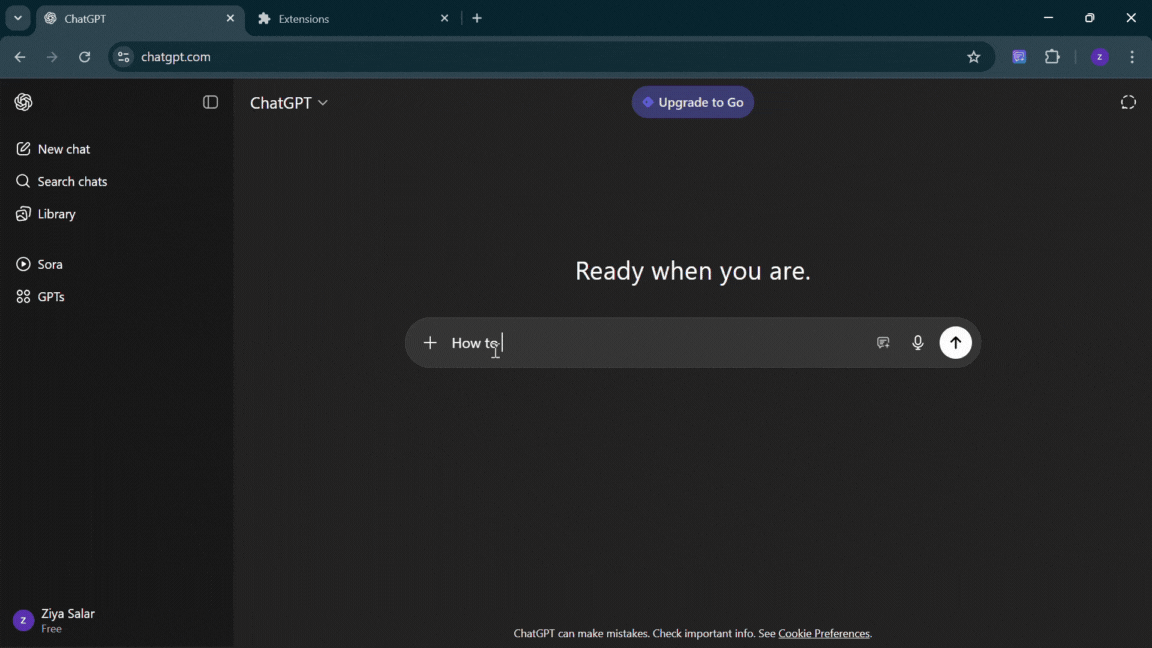 ChatGPT
Extensions
chatgpt.com
z
ChatGPT
Upgrade to Go
New chat
Search chats
Library
Sora
GPTs
Ready when you are.
How to
z
Ziya Salar
Free
ChatGPT can make mistakes. Check important info. See Cookie Preferences.